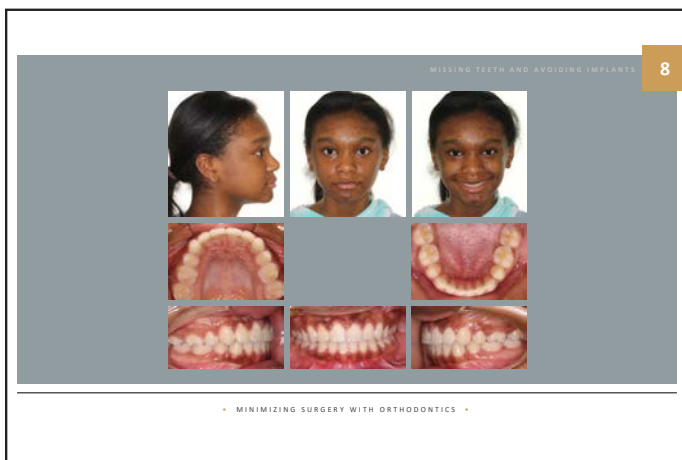 MISSING TEETH AND AVOIDING IMPLANTS
8
• MINIMIZING SURGERY WITH ORTHODONTICS •